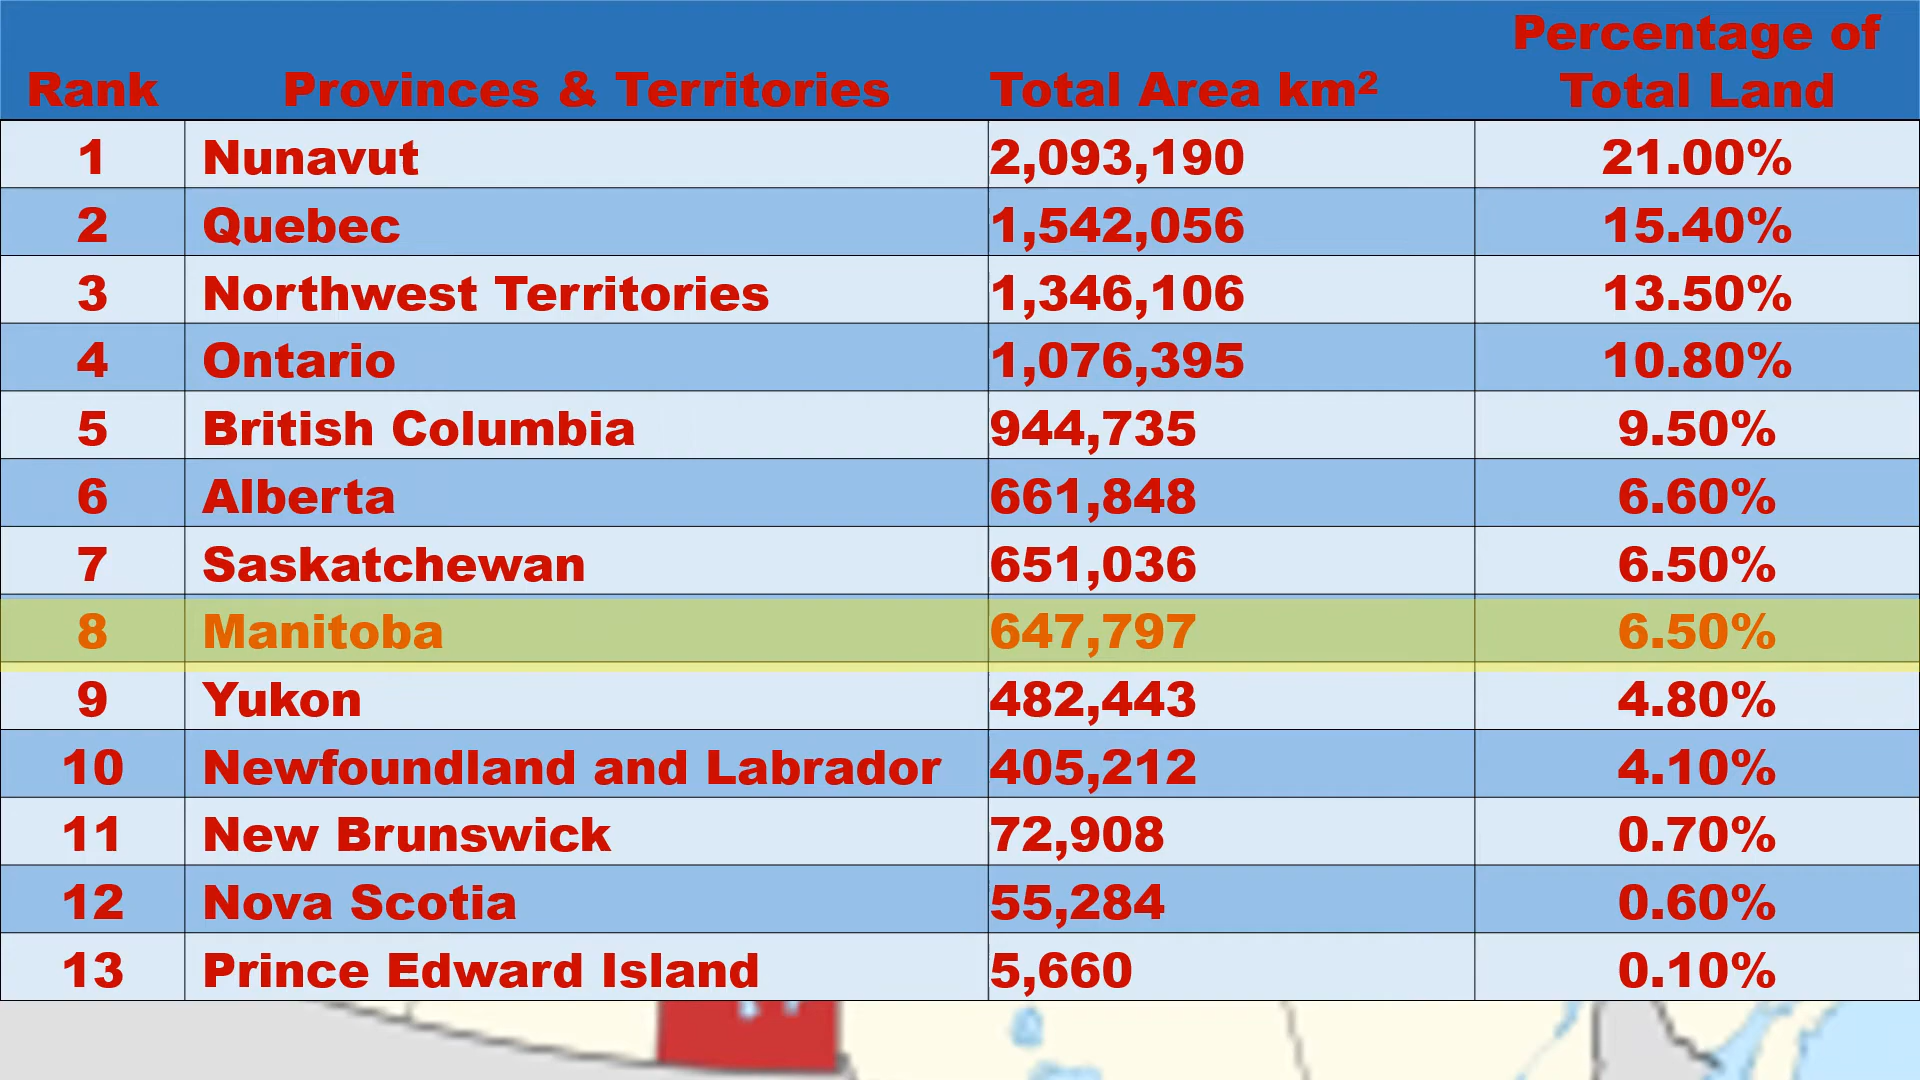 Rank Provinces & Territories Total Area km² Percentage of Total Land
1 Nunavut 2,093,190 21.00%
2 Quebec 1,542,056 15.40%
3 Northwest Territories 1,346,106 13.50%
4 Ontario 1,076,395 10.80%
5 British Columbia 944,735 9.50%
6 Alberta 661,848 6.60%
7 Saskatchewan 651,036 6.50%
8 Manitoba 647,797 6.50%
9 Yukon 482,443 4.80%
10 Newfoundland and Labrador 405,212 4.10%
11 New Brunswick 72,908 0.70%
12 Nova Scotia 55,284 0.60%
13 Prince Edward Island 5,660 0.10%